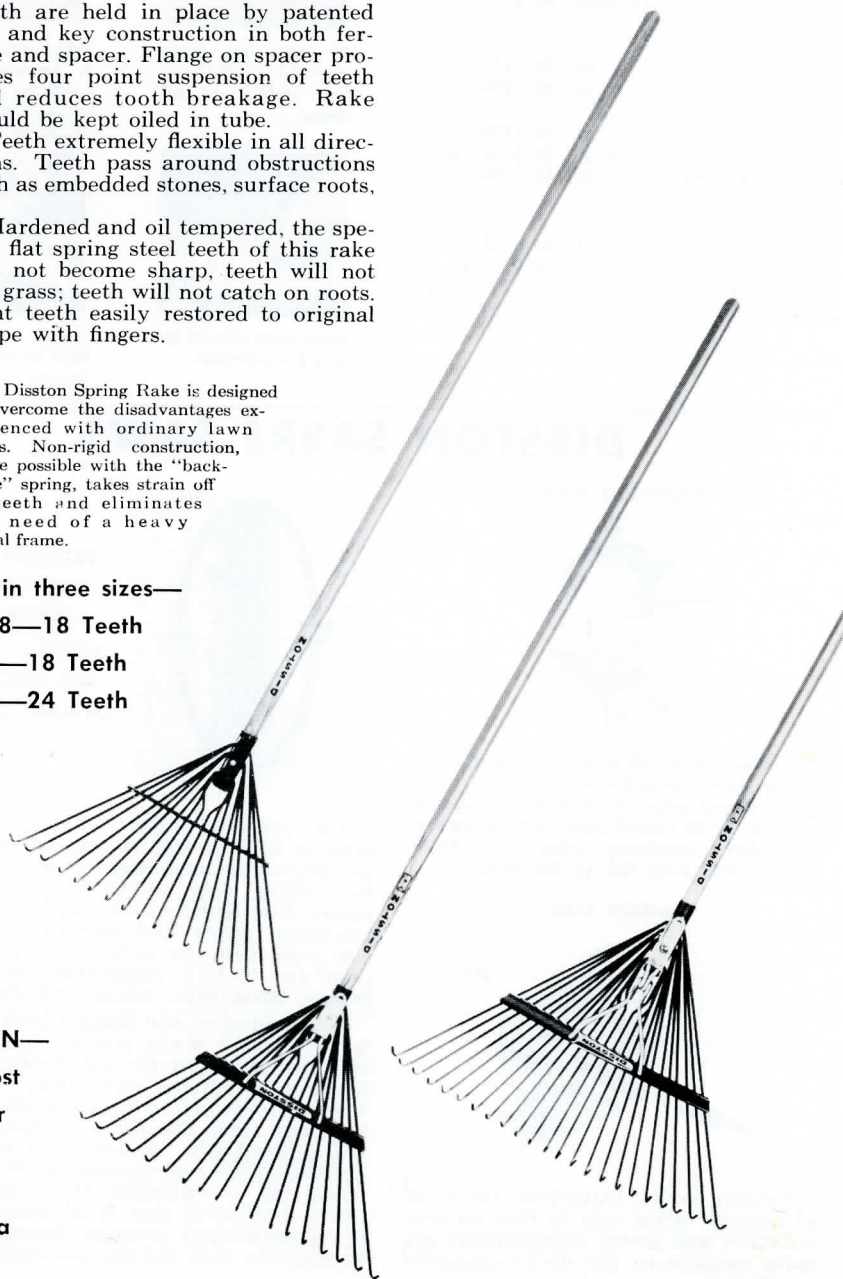 th are held in place by patented
and key construction in both fer-
e and spacer. Flange on spacer pro-
es four point suspension of teeth
d reduces tooth breakage. Rake
uld be kept oiled in tube.
Teeth extremely flexible in all direc-
ns. Teeth pass around obstructions
h as embedded stones, surface roots,
Hardened and oil tempered, the spe-
flat spring steel teeth of this rake
not become sharp, teeth will not
grass; teeth will not catch on roots.
nt teeth easily restored to original
pe with fingers.
Disston Spring Rake is designed
vercome the disadvantages ex-
enced with ordinary lawn
s. Non-rigid construction,
e possible with the "back-
e" spring, takes strain off
eeth and eliminates
need of a heavy
al frame.
in three sizes—
8—18 Teeth
—18 Teeth
—24 Teeth
DISSTON
DISSTON
DISSTON
DISSTON
DISSTON
N—
ost
r
a